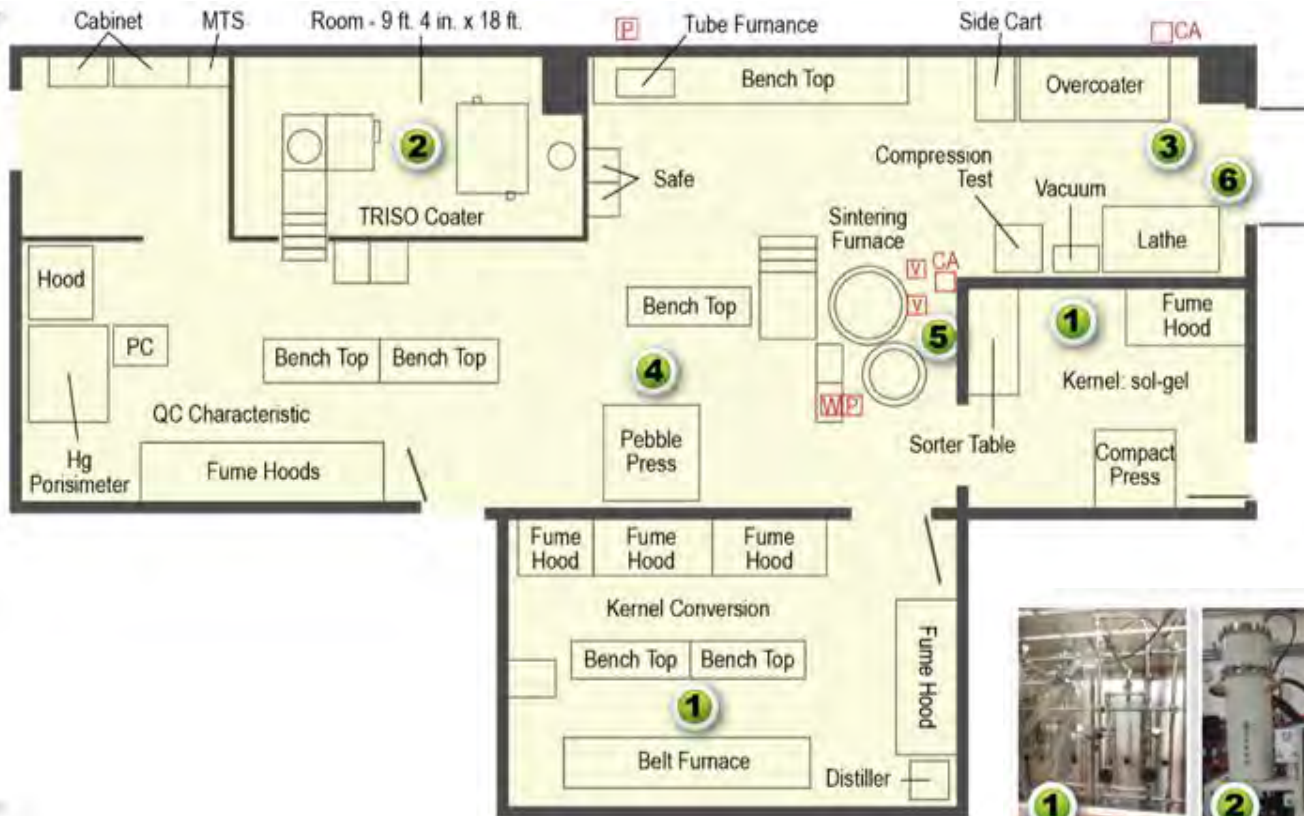 Cabinet
MTS
Room - 9 ft. 4 in. x 18 ft.
P
Tube Furnance
Side Cart
CA
Bench Top
Overcoater
2
3
Compression
Test
Safe
6
Vacuum
TRISO Coater
Sintering
Furnace
Lathe
Hood
V
CA
Bench Top
V
1
Fume
Hood
PC
Bench Top
Bench Top
5
4
Kernel: sol-gel
QC Characteristic
W
P
Pebble
Press
Sorter Table
Compact
Press
Hg
Porisimeter
Fume Hoods
Fume
Hood
Fume
Hood
Fume
Hood
Kernel Conversion
Fume Hood
Bench Top
Bench Top
1
Belt Furnace
Distiller
1
2